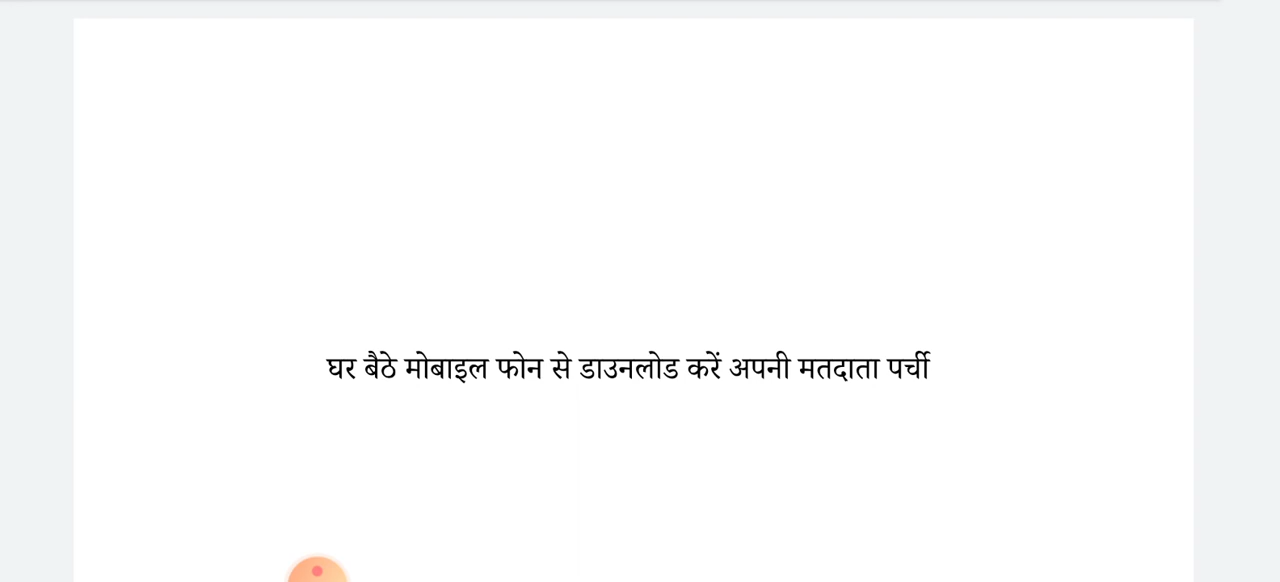 घर बैठे मोबाइल फोन से डाउनलोड करें अपनी मतदाता पर्ची